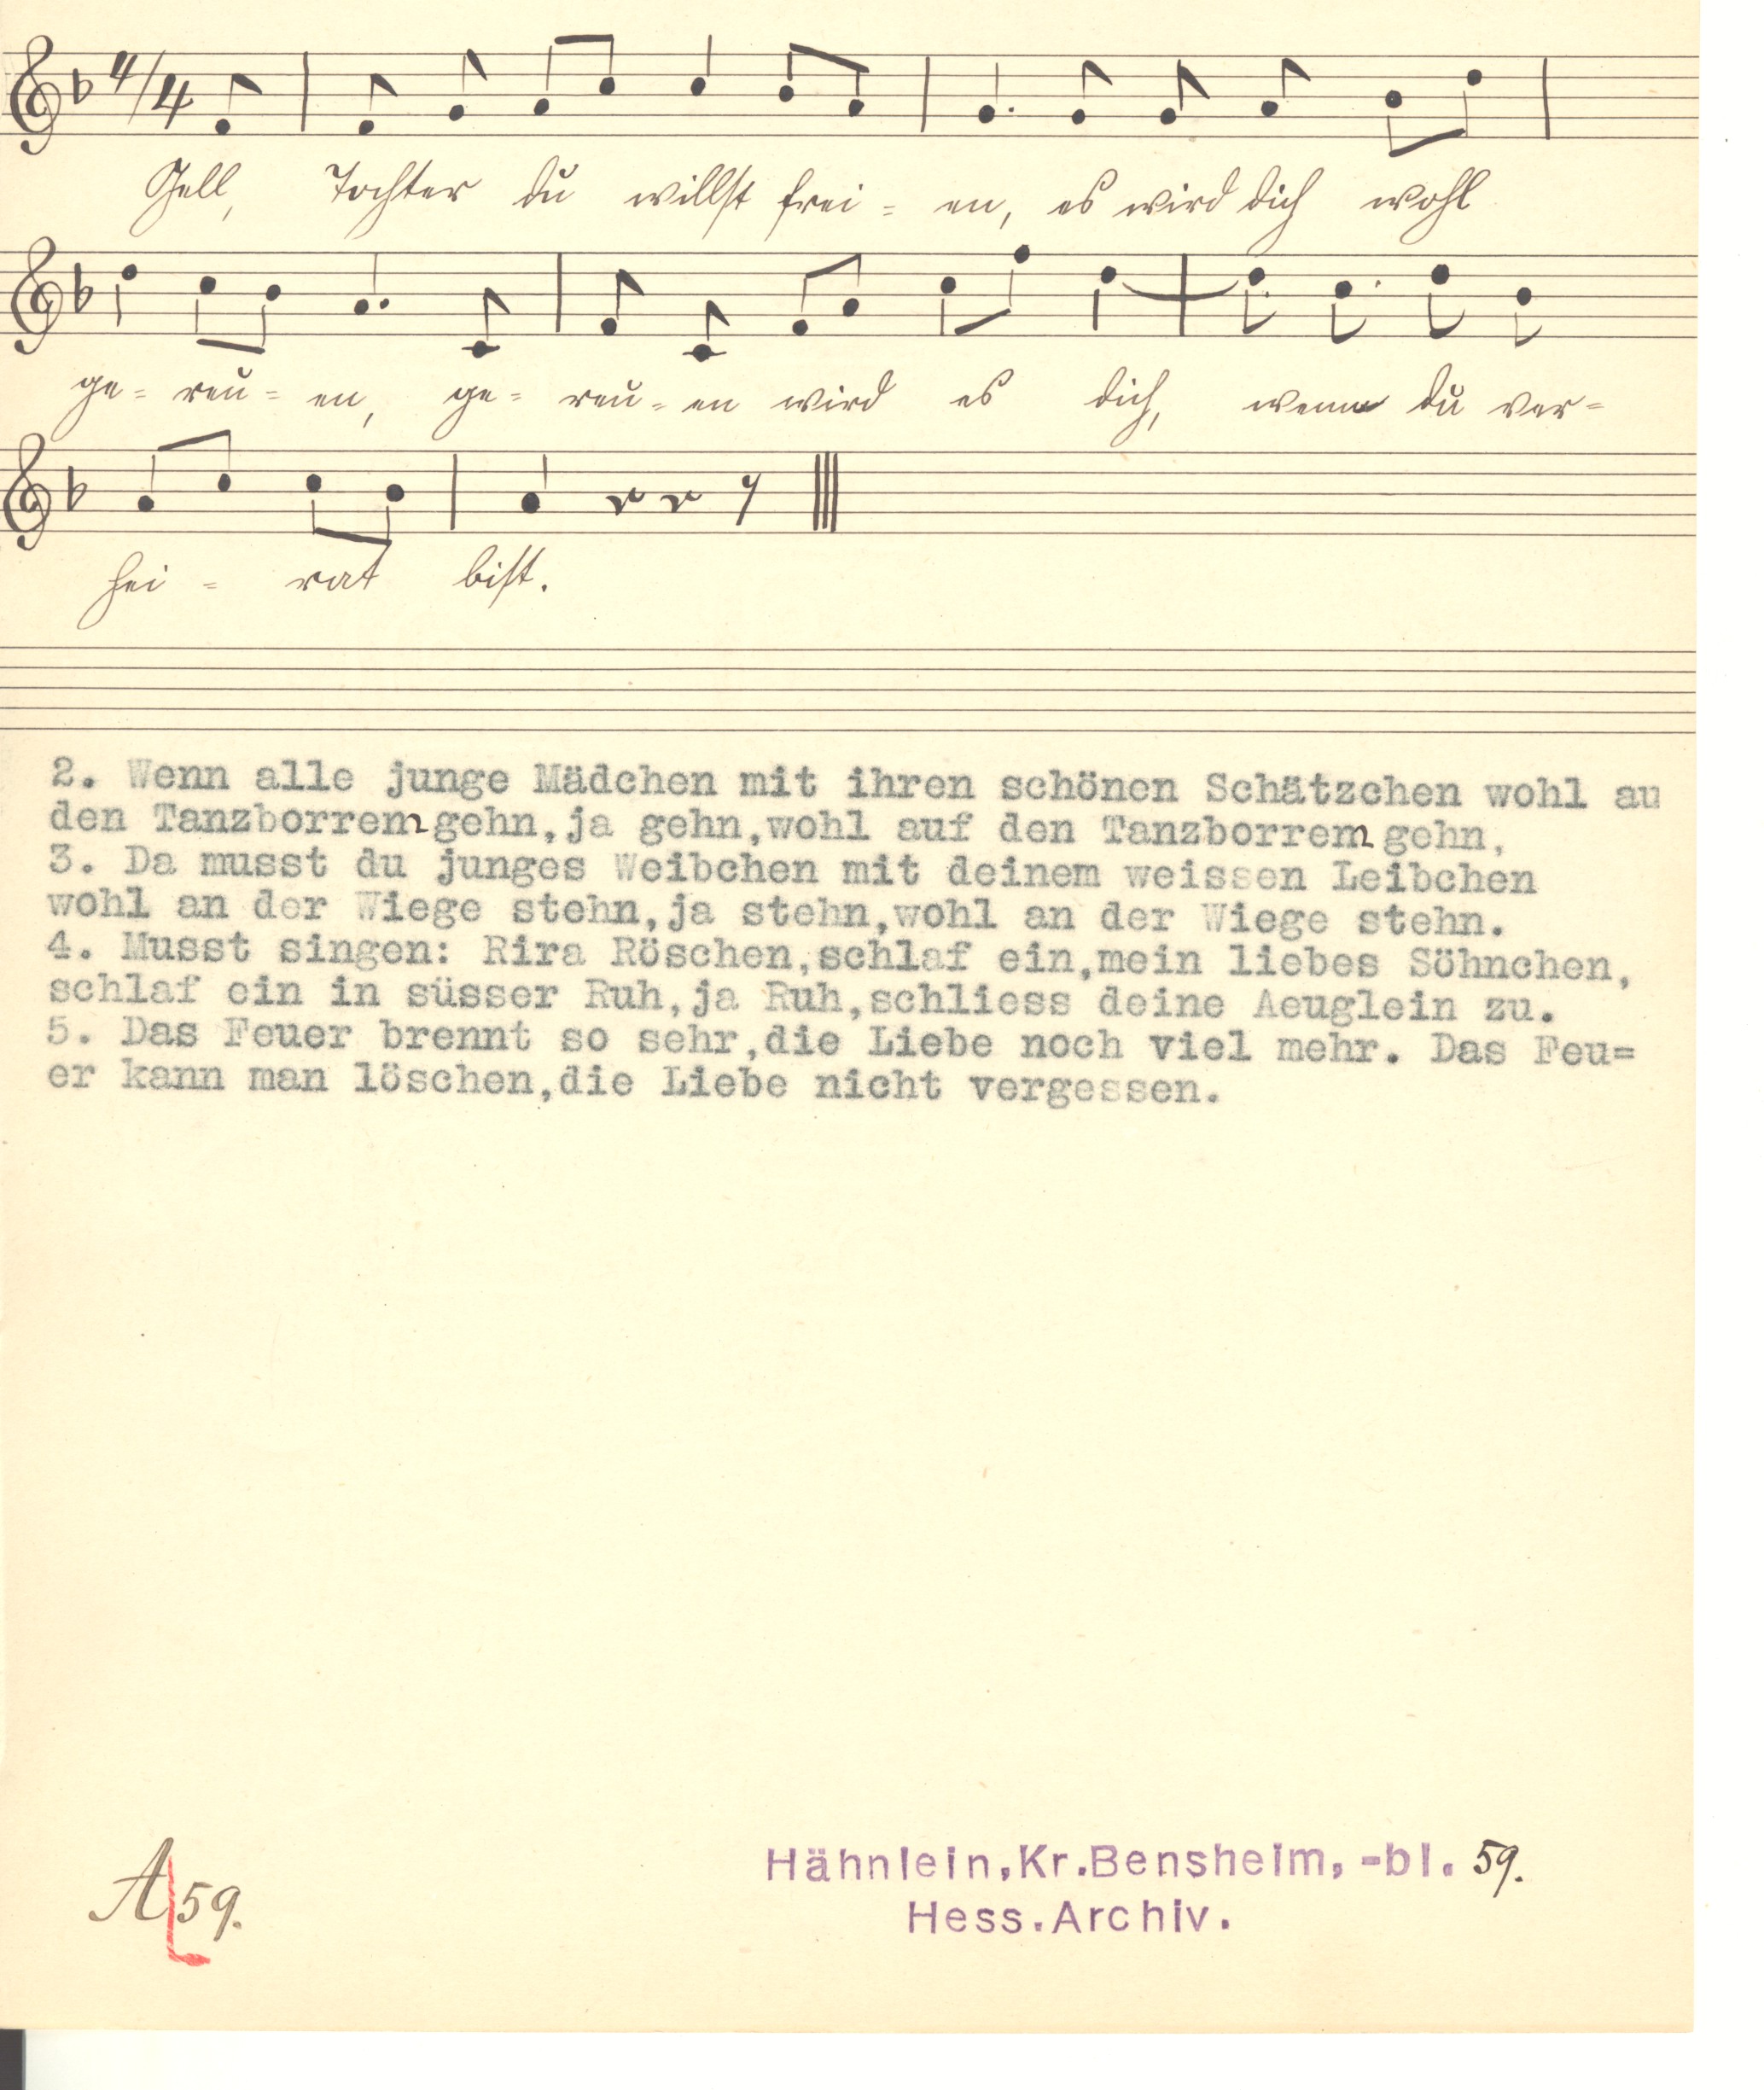 4/4
Gell, Tochter du willst frei = en, es wird dich wohl
ge = reu = en, ge = reu = en wird es dich, wenn du ver =
hei = rat bist.
2. Wenn alle junge Mädchen mit ihren schönen Schätzchen wohl au
den Tanzborrem gehn,ja gehn,wohl auf den Tanzborrem gehn,
3. Da musst du junges Weibchen mit deinem weissen Leibchen
wohl an der Wiege stehn,ja stehn,wohl an der Wiege stehn.
4. Musst singen: Rira Röschen,schlaf ein,mein liebes Söhnchen,
schlaf ein in süsser Ruh,ja Ruh,schliess deine Aeuglein zu.
5. Das Feuer brennt so sehr,die Liebe noch viel mehr. Das Feu=
er kann man löschen,die Liebe nicht vergessen.
A 59.
Hähnlein,Kr.Bensheim,-bl. 59.
Hess.Archiv.